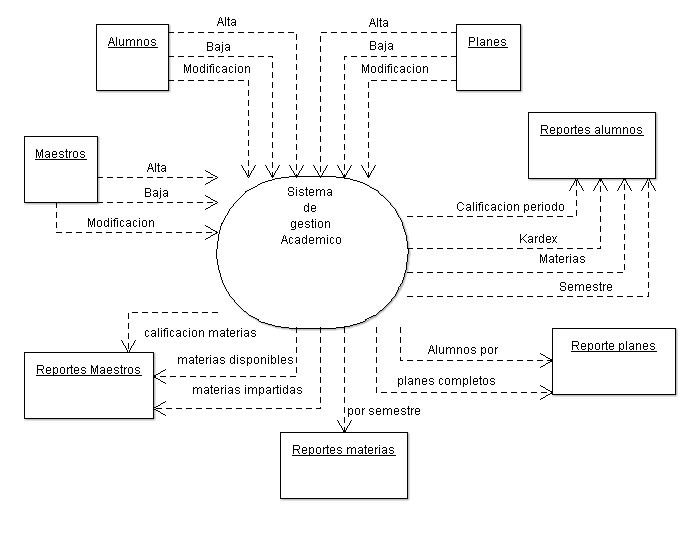 Alumnos
Alta
Baja
Modificacion
Alta
Baja
Modificacion
Planes
Reportes alumnos
Maestros
Alta
Baja
Modificacion
Sistema
de
gestion
Academico
Calificacion periodo
Kardex
Materias
Semestre
calificacion materias
materias disponibles
materias impartidas
Reportes Maestros
por semestre
Reportes materias
Alumnos por
planes completos
Reporte planes